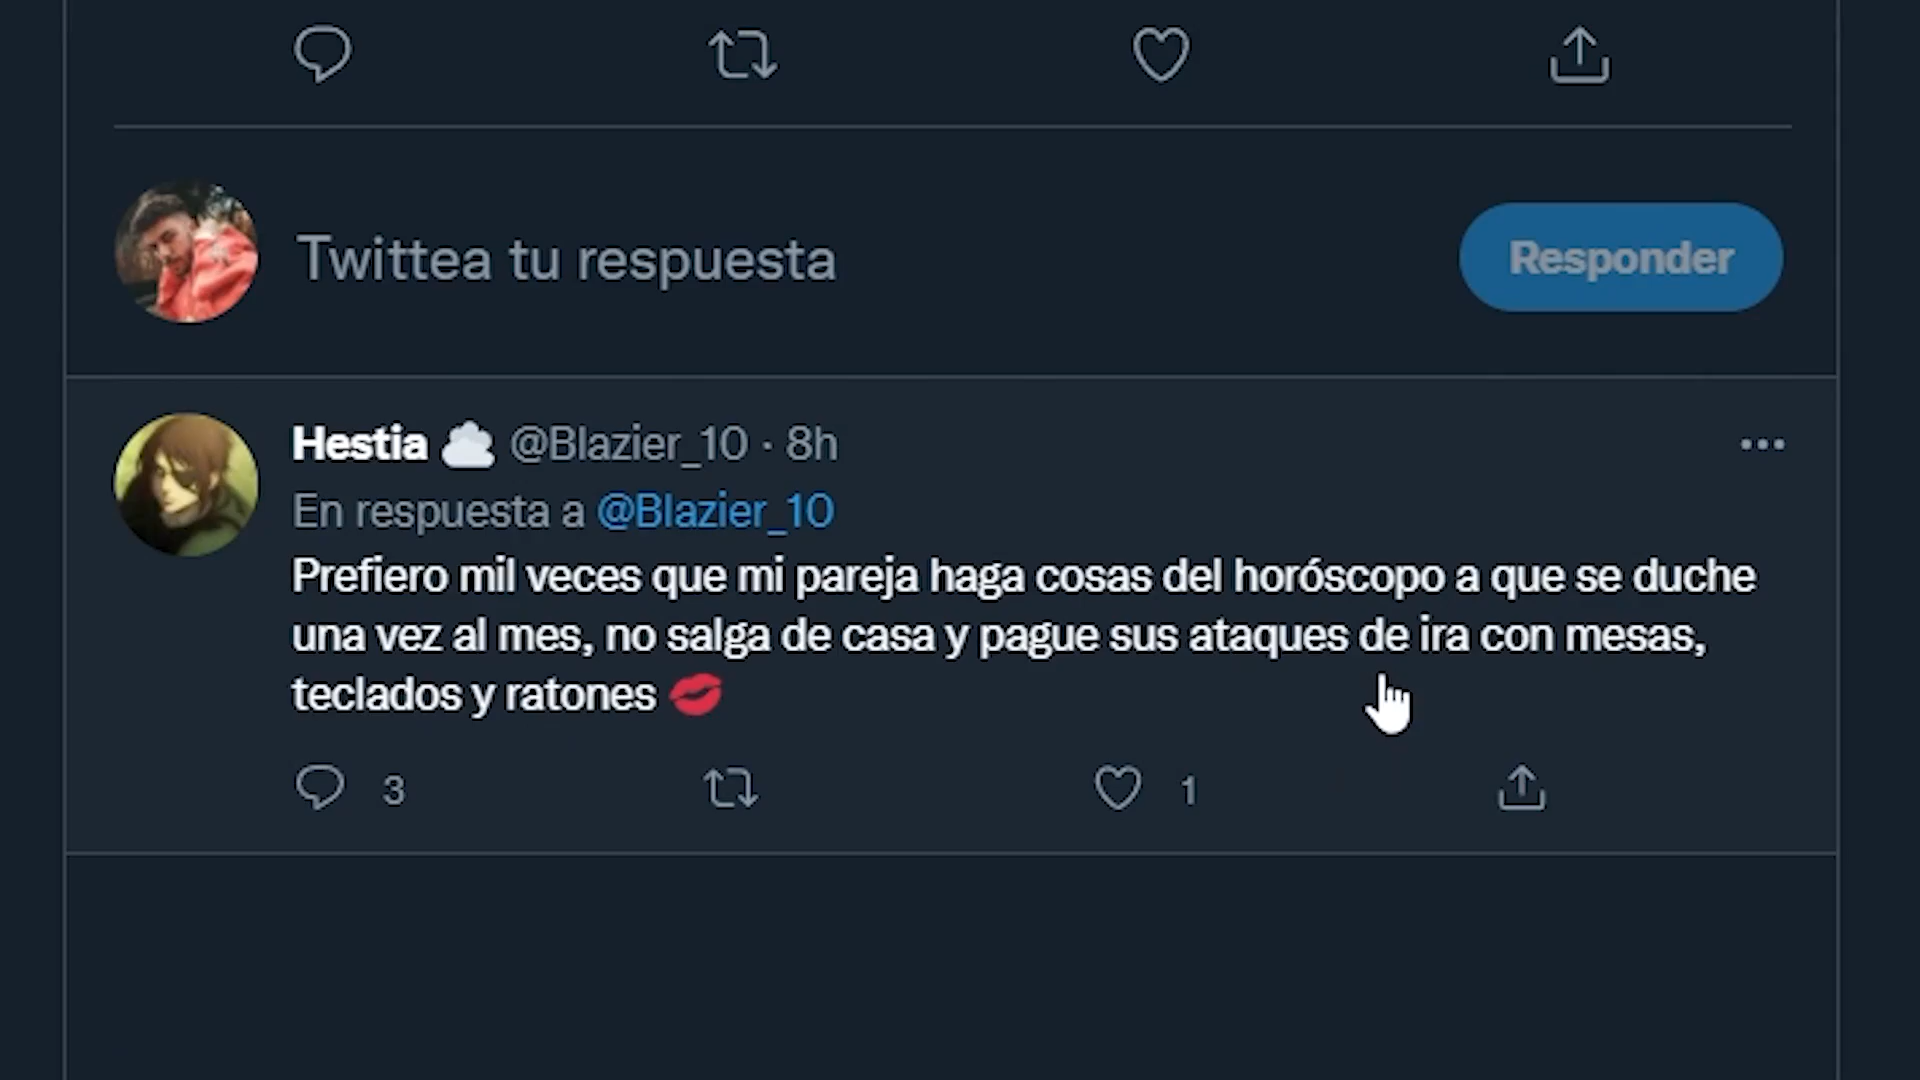 Twittea tu respuesta
Responder
Hestia ☁️ @Blazier_10 · 8h
En respuesta a @Blazier_10
Prefiero mil veces que mi pareja haga cosas del horóscopo a que se duche
una vez al mes, no salga de casa y pague sus ataques de ira con mesas,
teclados y ratones 💋
3 1